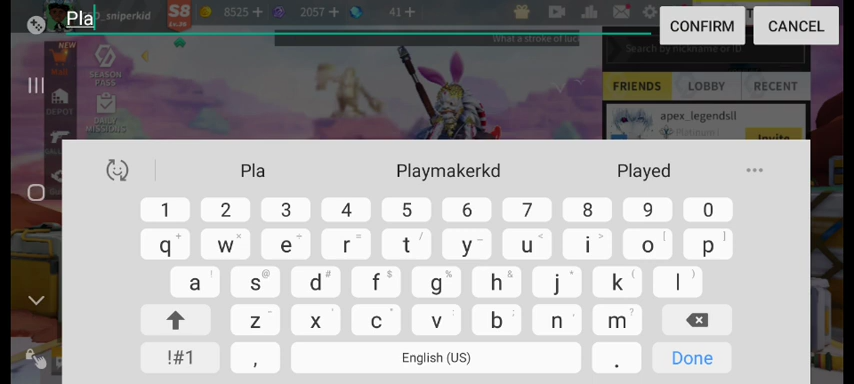 Pla
_sniperkid
S8
8525 +
2057 +
41 +
CONFIRM
CANCEL
What a stroke of luc
Search by nickname or ID
NEW
SEASON
PASS
DEPOT
DAILY
MISSIONS
FRIENDS
LOBBY
RECENT
apex_legendsll
Platinum I
Invite
Pla
Playmakerkd
Played
...
1 2 3 4 5 6 7 8 9 0
q + w × e ÷ r = t / y _ u < i > o [ p ]
a ! s @ d # f $ g % h & j * k ( l )
z - x ' c " v : b ; n , m ?
!#1 , English (US) . Done